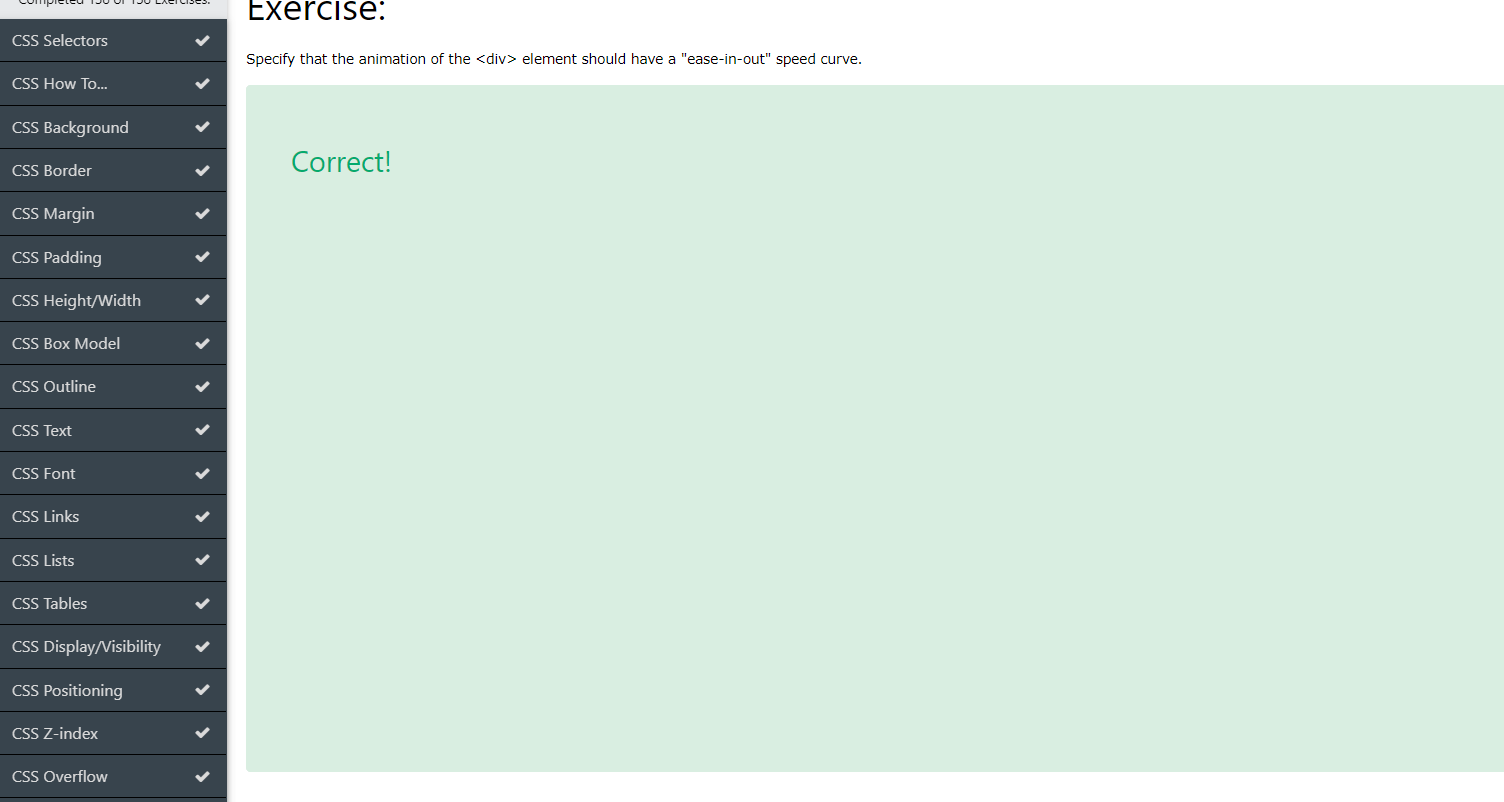 Completed 136 of 136 Exercises.
CSS Selectors
CSS How To...
CSS Background
CSS Border
CSS Margin
CSS Padding
CSS Height/Width
CSS Box Model
CSS Outline
CSS Text
CSS Font
CSS Links
CSS Lists
CSS Tables
CSS Display/Visibility
CSS Positioning
CSS Z-index
CSS Overflow
Exercise:
Specify that the animation of the <div> element should have a "ease-in-out" speed curve.
Correct!